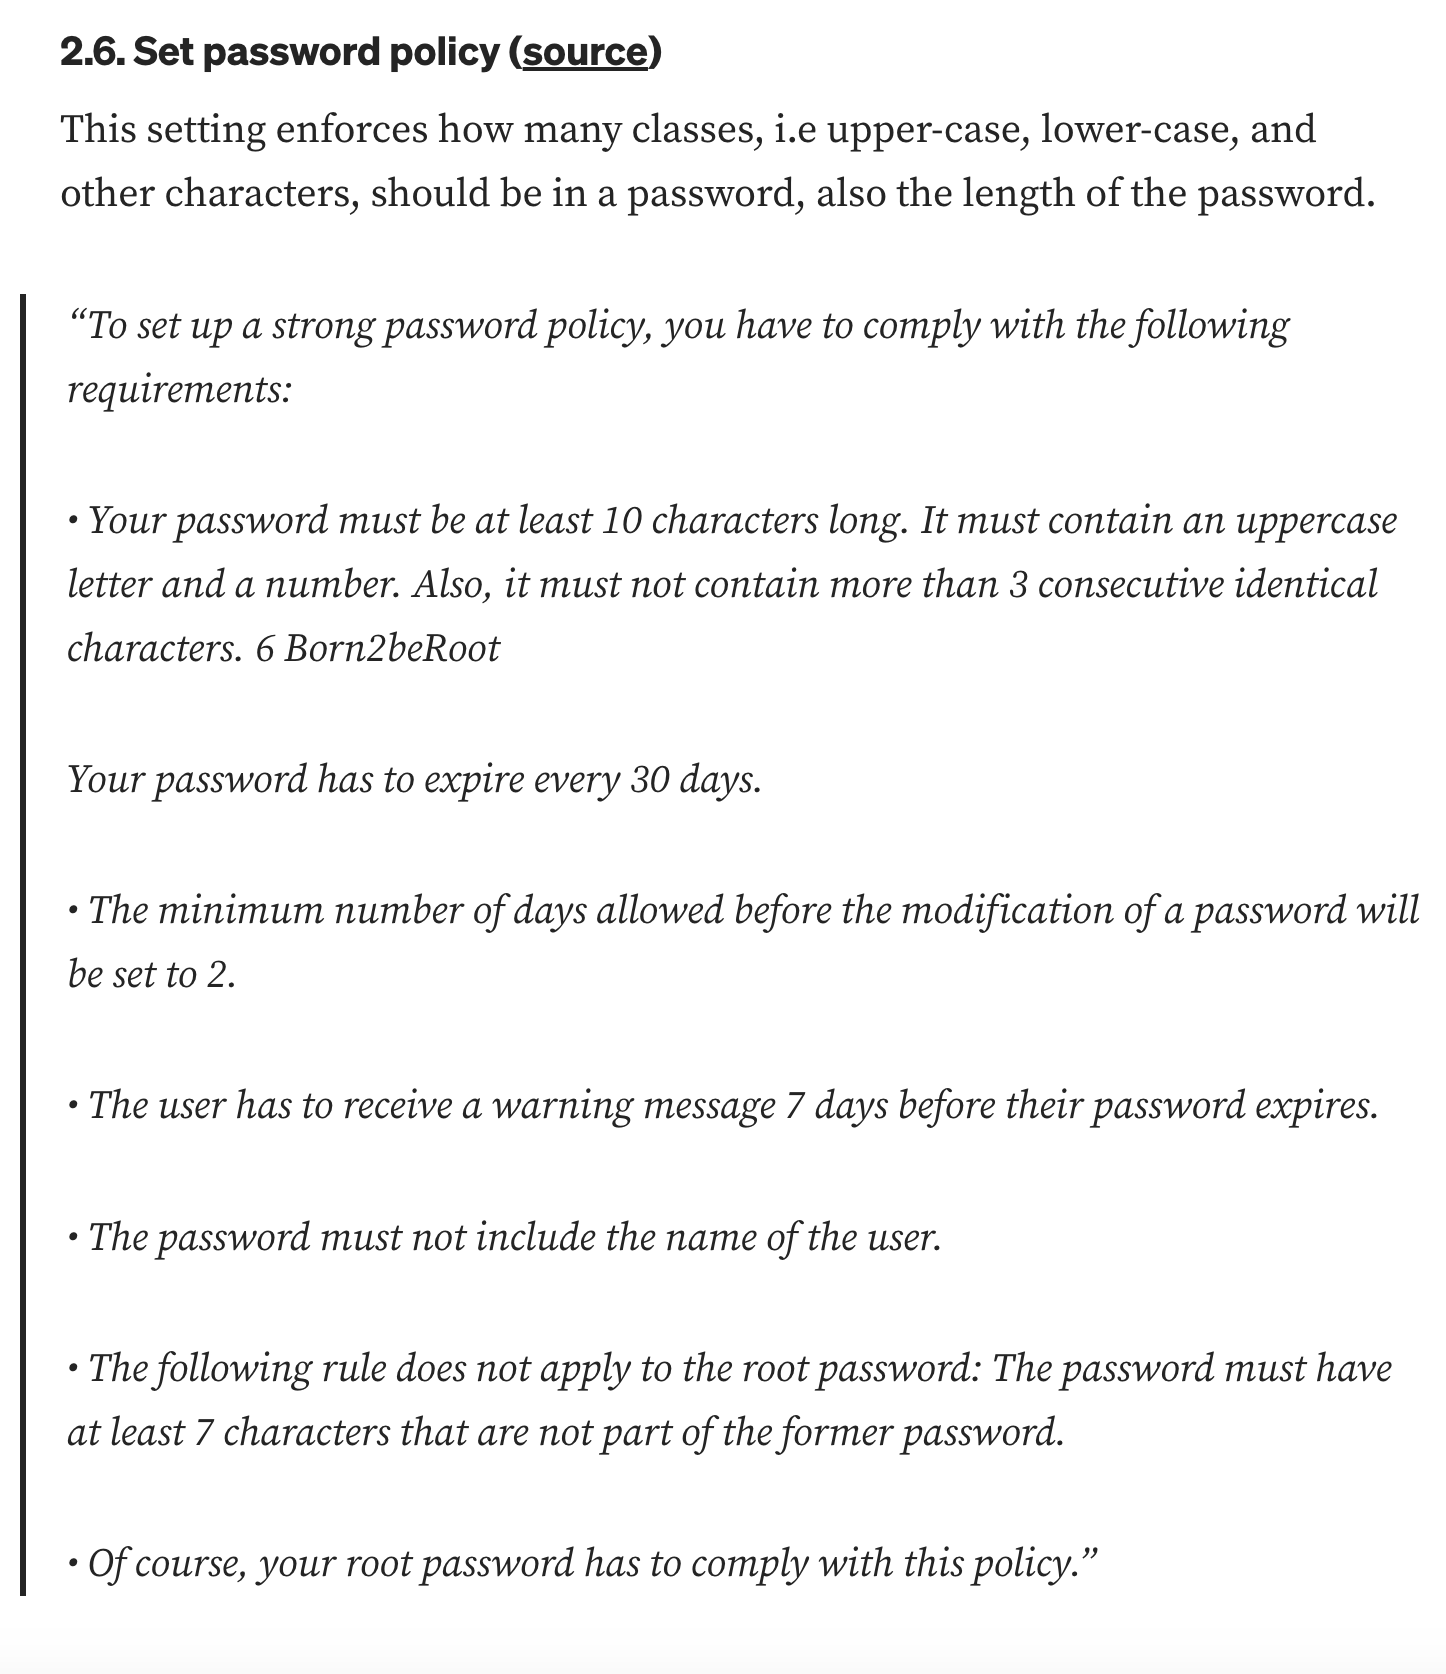 2.6. Set password policy (source)
This setting enforces how many classes, i.e upper-case, lower-case, and
other characters, should be in a password, also the length of the password.
“To set up a strong password policy, you have to comply with the following
requirements:
• Your password must be at least 10 characters long. It must contain an uppercase
letter and a number. Also, it must not contain more than 3 consecutive identical
characters. 6 Born2beRoot
Your password has to expire every 30 days.
• The minimum number of days allowed before the modification of a password will
be set to 2.
• The user has to receive a warning message 7 days before their password expires.
• The password must not include the name of the user.
• The following rule does not apply to the root password: The password must have
at least 7 characters that are not part of the former password.
• Of course, your root password has to comply with this policy.”